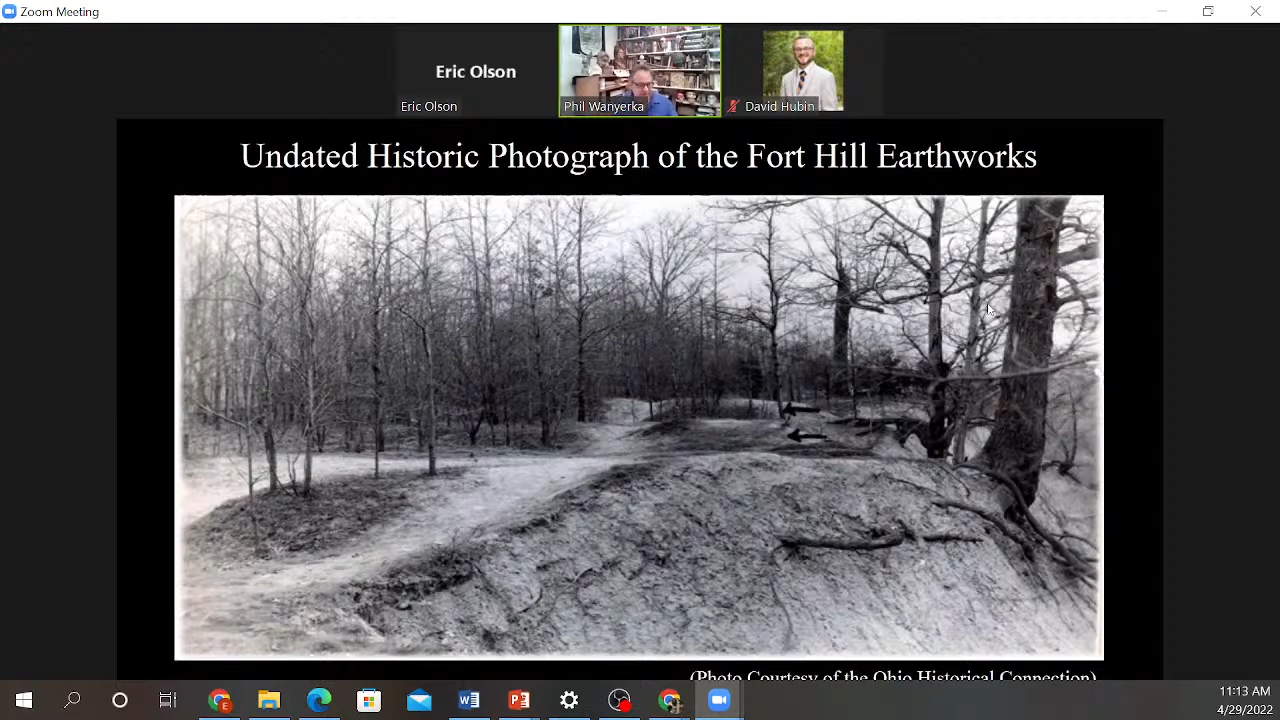 Zoom Meeting
Eric Olson
Eric Olson
Phil Wanyerka
David Hubin
Undated Historic Photograph of the Fort Hill Earthworks
(Photo Courtesy of the Ohio Historical Connection)
11:13 AM
4/29/2022